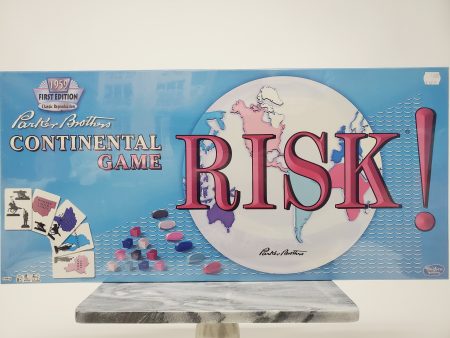 1959
FIRST EDITION
Classic Reproduction
Parker Brothers
CONTINENTAL
GAME
RISK!
Parker Brothers